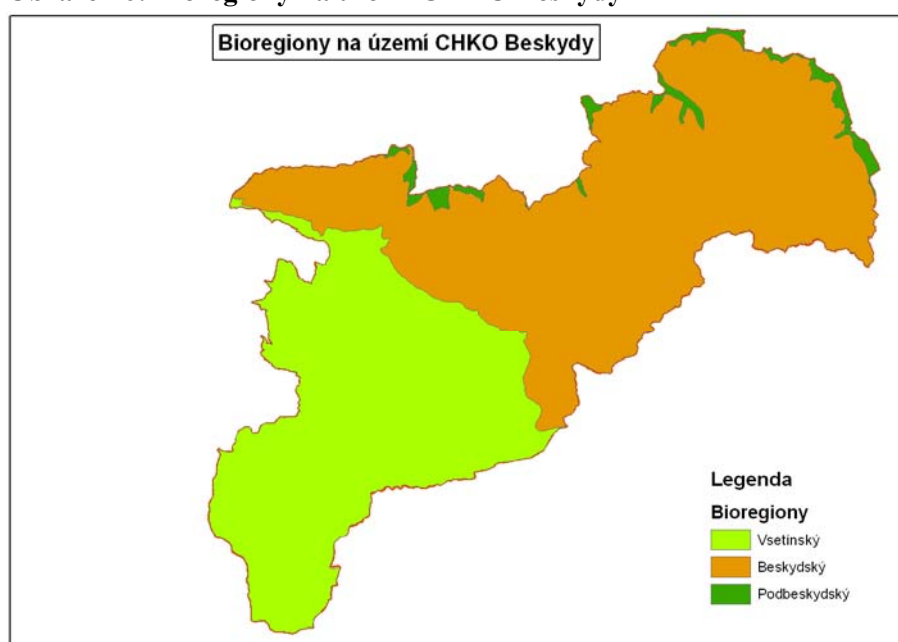 Bioregiony na území CHKO Beskydy
Legenda
Bioregiony
Vsetínský
Beskydský
Podbeskydský